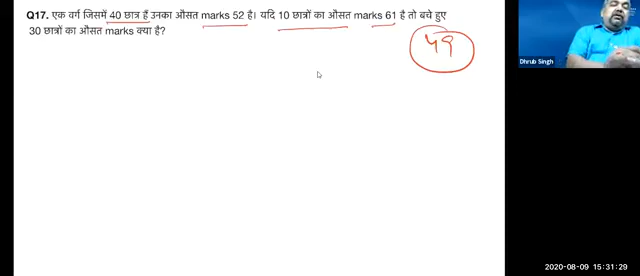 Q17. एक वर्ग जिसमें 40 छात्र हैं उनका औसत marks 52 है। यदि 10 छात्रों का औसत marks 61 है तो बचे हुए
30 छात्रों का औसत marks क्या है?
49
Dhrub Singh
2020-08-09 15:31:29